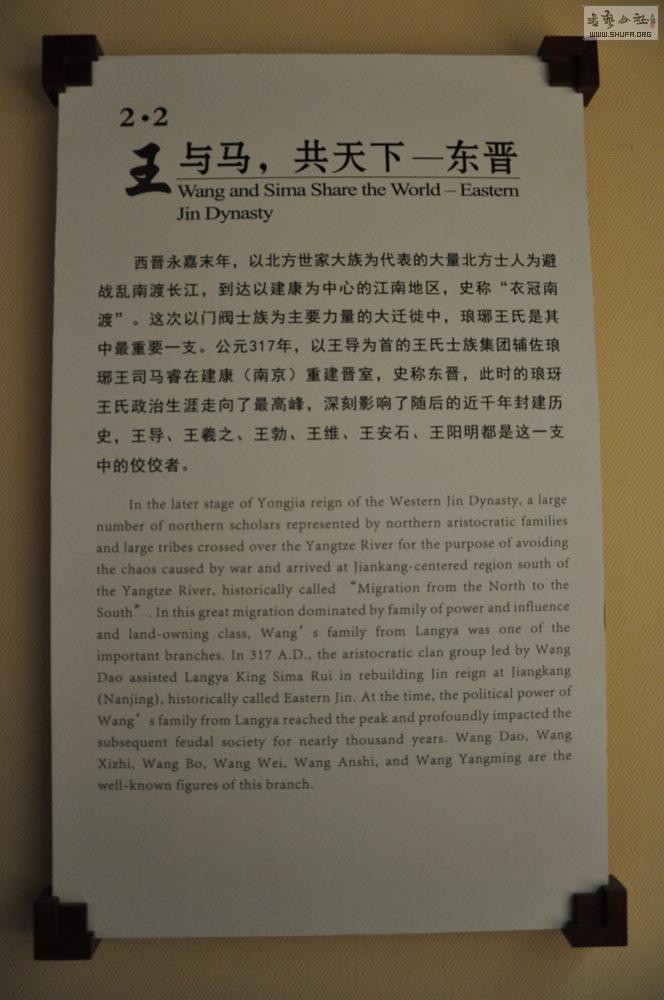 书艺公社
WWW.SHUFA.ORG
2·2
王与马，共天下—东晋
Wang and Sima Share the World – Eastern
Jin Dynasty
西晋永嘉末年，以北方世家大族为代表的大量北方士人为避
战乱南渡长江，到达以建康为中心的江南地区，史称“衣冠南
渡”。这次以门阀士族为主要力量的大迁徙中，琅琊王氏是其
中最重要一支。公元317年，以王导为首的王氏士族集团辅佐琅
琊王司马睿在建康（南京）重建晋室，史称东晋，此时的琅玡
王氏政治生涯走向了最高峰，深刻影响了随后的近千年封建历
史，王导、王羲之、王勃、王维、王安石、王阳明都是这一支
中的佼佼者。
In the later stage of Yongjia reign of the Western Jin Dynasty, a large
number of northern scholars represented by northern aristocratic families
and large tribes crossed over the Yangtze River for the purpose of avoiding
the chaos caused by war and arrived at Jiankang-centered region south of
the Yangtze River, historically called “Migration from the North to the
South”. In this great migration dominated by family of power and influence
and land-owning class, Wang’s family from Langya was one of the
important branches. In 317 A.D., the aristocratic clan group led by Wang
Dao assisted Langya King Sima Rui in rebuilding Jin reign at Jiangkang
(Nanjing), historically called Eastern Jin. At the time, the political power of
Wang’s family from Langya reached the peak and profoundly impacted the
subsequent feudal society for nearly thousand years. Wang Dao, Wang
Xizhi, Wang Bo, Wang Wei, Wang Anshi, and Wang Yangming are the
well-known figures of this branch.